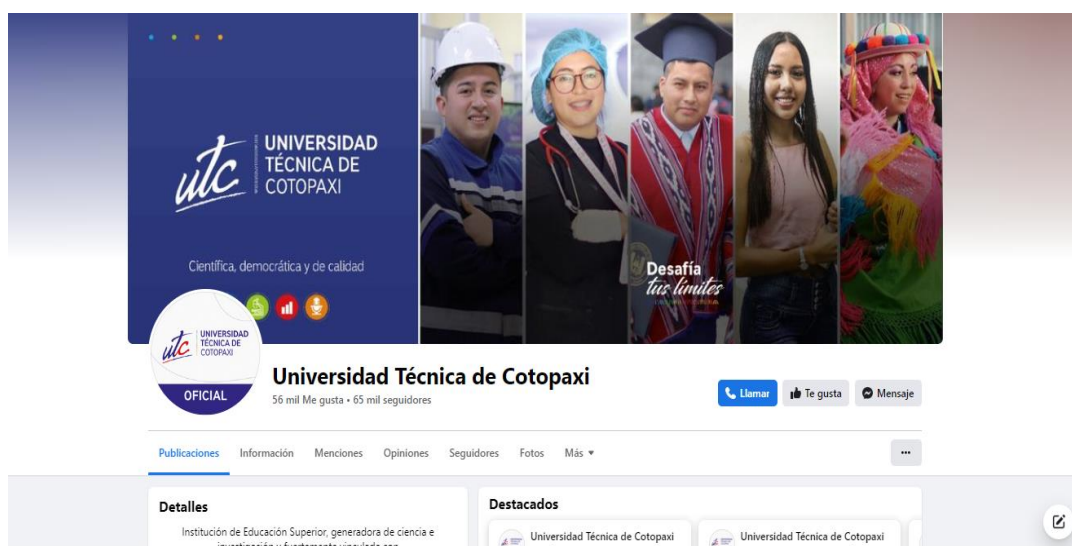 utc
UNIVERSIDAD
TÉCNICA DE
COTOPAXI
Científica, democrática y de calidad
Desafía
tus límites
utc
UNIVERSIDAD
TÉCNICA DE
COTOPAXI
OFICIAL
Universidad Técnica de Cotopaxi
56 mil Me gusta • 65 mil seguidores
Llamar
Te gusta
Mensaje
Publicaciones Información Menciones Opiniones Seguidores Fotos Más
Detalles
Institución de Educación Superior, generadora de ciencia e
Destacados
Universidad Técnica de Cotopaxi
Universidad Técnica de Cotopaxi